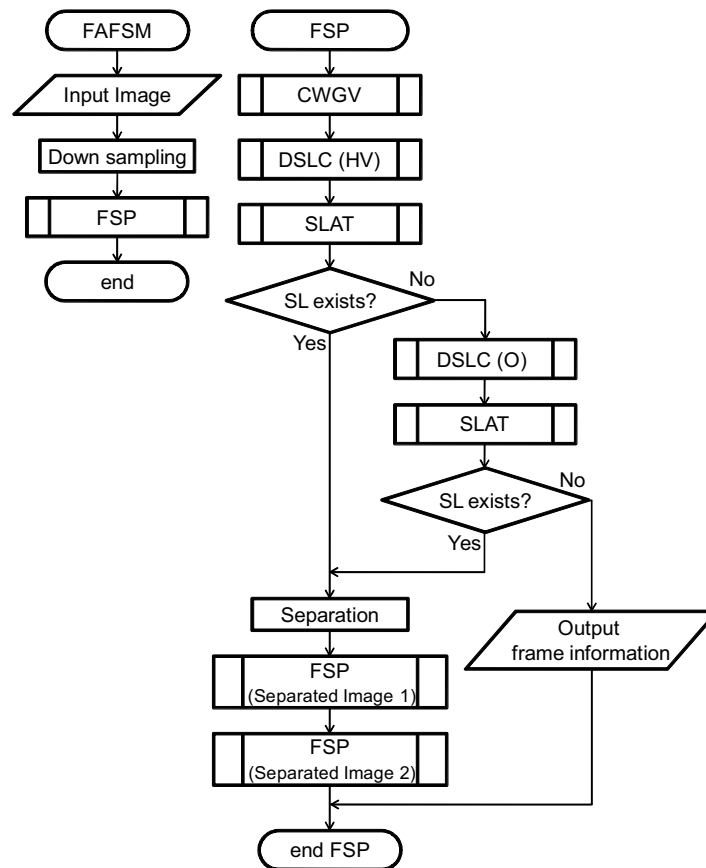 FAFSM
Input Image
Down sampling
FSP
end
FSP
CWGV
DSLC (HV)
SLAT
SL exists?
No
Yes
DSLC (O)
SLAT
SL exists?
No
Yes
Separation
Output
frame information
FSP
(Separated Image 1)
FSP
(Separated Image 2)
end FSP